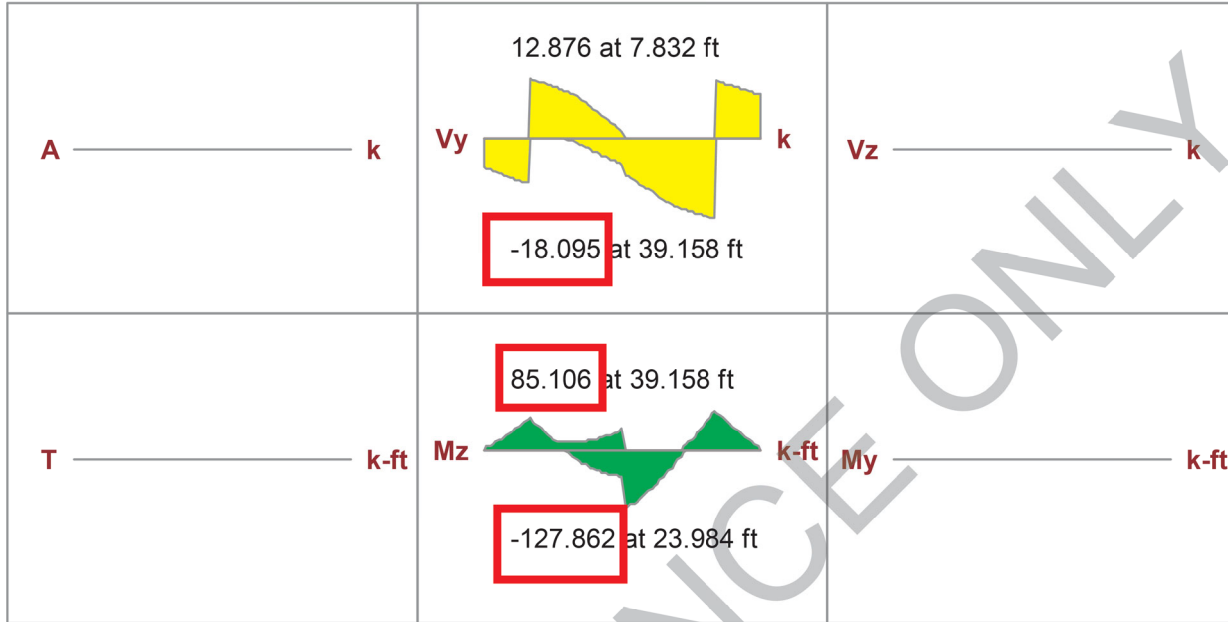 12.876 at 7.832 ft
A k
Vy k
Vz k
-18.095 at 39.158 ft
85.106 at 39.158 ft
T k-ft
Mz k-ft
My k-ft
-127.862 at 23.984 ft
NCE ONLY